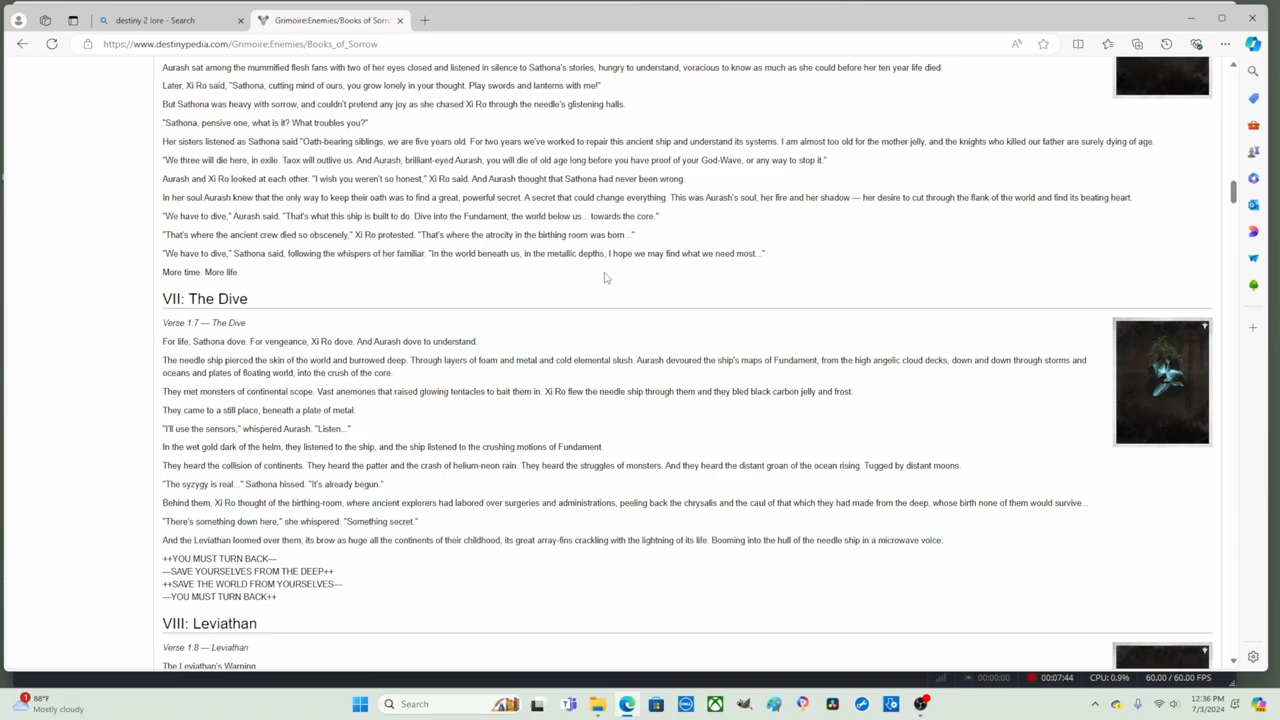 destiny 2 lore - Search
Grimoire:Enemies/Books of Sorr
https://www.destinypedia.com/Grimoire:Enemies/Books_of_Sorrow
Aurash sat among the mummified flesh fans with two of her eyes closed and listened in silence to Sathona's stories, hungry to understand, voracious to know as much as she could before her ten year life died.
Later, Xi Ro said, "Sathona, cutting mind of ours, you grow lonely in your thought. Play swords and lanterns with me!"
But Sathona was heavy with sorrow, and couldn't pretend any joy as she chased Xi Ro through the needle's glistening halls.
"Sathona, pensive one, what is it? What troubles you?"
Her sisters listened as Sathona said "Oath-bearing siblings, we are five years old. For two years we've worked to repair this ancient ship and understand its systems. I am almost too old for the mother jelly, and the knights who killed our father are surely dying of age.
"We three will die here, in exile. Taox will outlive us. And Aurash, brilliant-eyed Aurash, you will die of old age long before you have proof of your God-Wave, or any way to stop it."
Aurash and Xi Ro looked at each other. "I wish you weren't so honest," Xi Ro said. And Aurash thought that Sathona had never been wrong.
In her soul Aurash knew that the only way to keep their oath was to find a great, powerful secret. A secret that could change everything. This was Aurash's soul, her fire and her shadow — her desire to cut through the flank of the world and find its beating heart.
"We have to dive," Aurash said. "That's what this ship is built to do. Dive into the Fundament, the world below us... towards the core."
"That's where the ancient crew died so obscenely," Xi Ro protested. "That's where the atrocity in the birthing room was born..."
"We have to dive," Sathona said, following the whispers of her familiar. "In the world beneath us, in the metallic depths, I hope we may find what we need most..."
More time. More life.
VII: The Dive
Verse 1:7 — The Dive
For life, Sathona dove. For vengeance, Xi Ro dove. And Aurash dove to understand.
The needle ship pierced the skin of the world and burrowed deep. Through layers of foam and metal and cold elemental slush. Aurash devoured the ship's maps of Fundament, from the high angelic cloud decks, down and down through storms and
oceans and plates of floating world, into the crush of the core.
They met monsters of continental scope. Vast anemones that raised glowing tentacles to bait them in. Xi Ro flew the needle ship through them and they bled black carbon jelly and frost.
They came to a still place, beneath a plate of metal.
"I'll use the sensors," whispered Aurash. "Listen..."
In the wet gold dark of the helm, they listened to the ship, and the ship listened to the crushing motions of Fundament.
They heard the collision of continents. They heard the patter and the crash of helium-neon rain. They heard the struggles of monsters. And they heard the distant groan of the ocean rising. Tugged by distant moons.
"The syzygy is real..." Sathona hissed. "It's already begun."
Behind them, Xi Ro thought of the birthing-room, where ancient explorers had labored over surgeries and administrations, peeling back the chrysalis and the caul of that which they had made from the deep, whose birth none of them would survive...
"There's something down here," she whispered. "Something secret."
And the Leviathan loomed over them, its brow as huge all the continents of their childhood, its great array-fins crackling with the lightning of its life. Booming into the hull of the needle ship in a microwave voice:
++YOU MUST TURN BACK—
—SAVE YOURSELVES FROM THE DEEP++
++SAVE THE WORLD FROM YOURSELVES—
—YOU MUST TURN BACK++
VIII: Leviathan
Verse 1:8 — Leviathan
The Leviathan's Warning
00:00:00
00:07:44
CPU: 0.9%
60.00 / 60.00 FPS
1
88°F
Mostly cloudy
Search
12:36 PM
7/3/2024